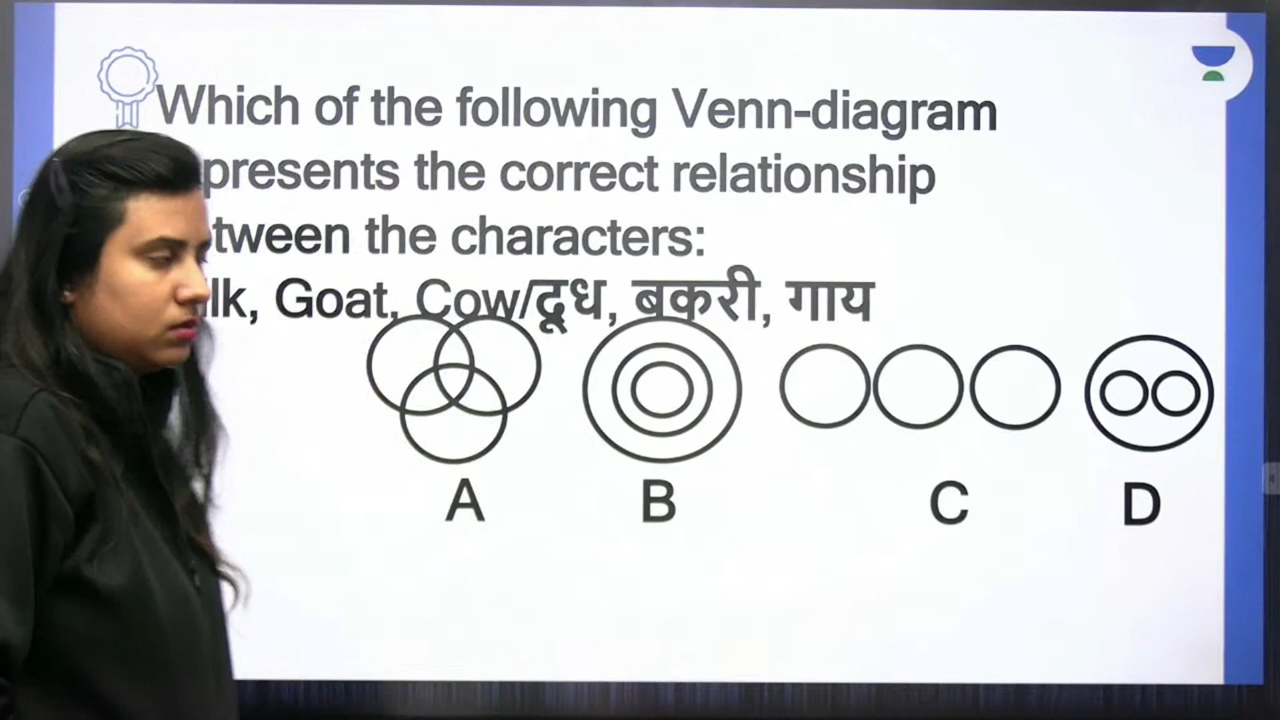 Which of the following Venn-diagram
presents the correct relationship
tween the characters:
lk, Goat, Cow/दूध, बकरी, गाय
A B C D